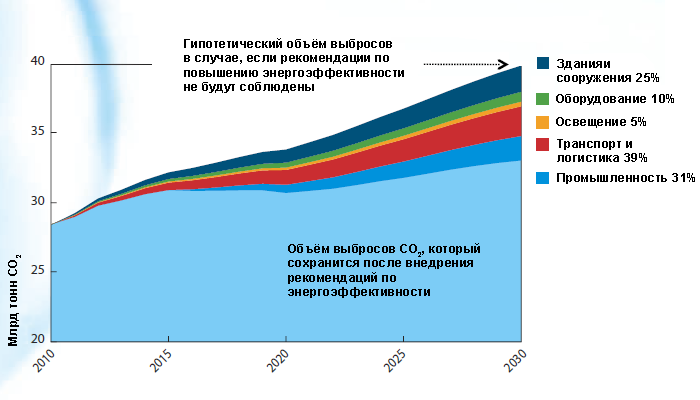 Гипотетический объём выбросов
в случае, если рекомендации по
повышению энергоэффективности
не будут соблюдены
40
35
30
25
20
Млрд тонн CO2
2010
2015
2020
2025
2030
Зданияи
сооружения 25%
Оборудование 10%
Освещение 5%
Транспорт и
логистика 39%
Промышленность 31%
Объём выбросов CO2, который
сохранится после внедрения
рекомендаций по
энергоэффективности